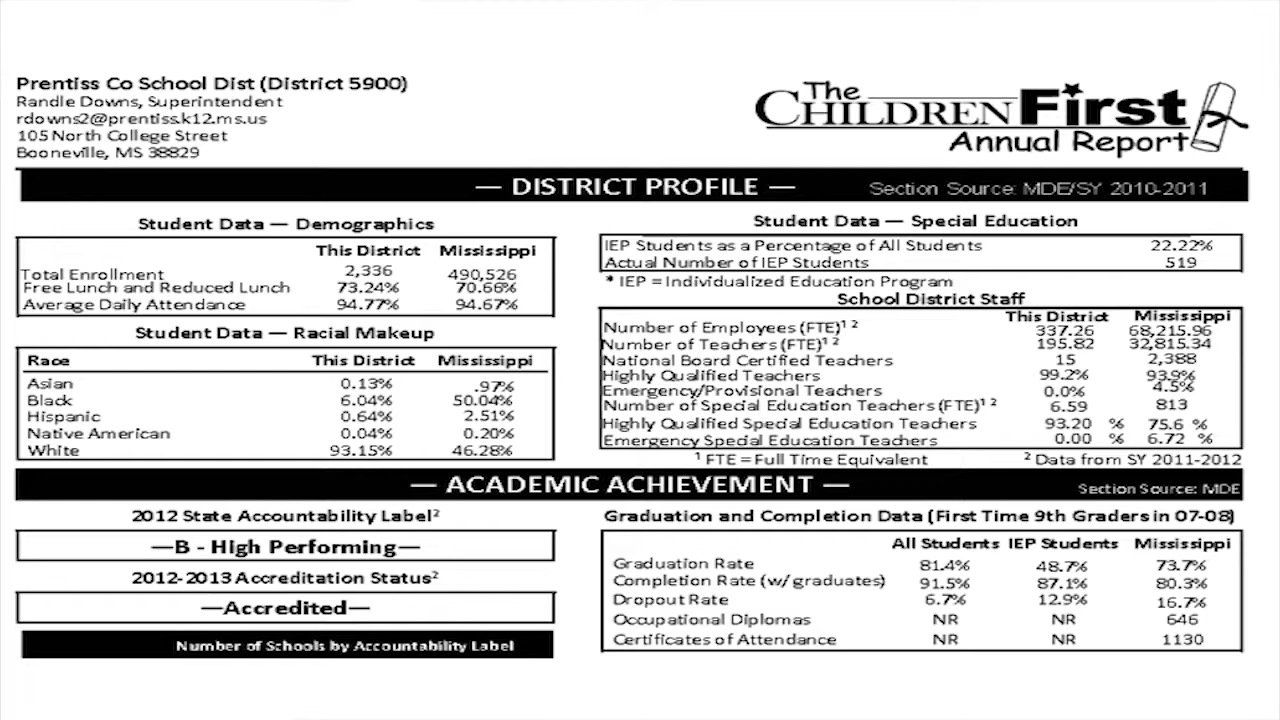 Prentiss Co School Dist (District 5900)
Randle Downs, Superintendent
rdowns2@prentiss.k12.ms.us
105 North College Street
Booneville, MS 38829
The
CHILDREN First
Annual Report
— DISTRICT PROFILE — Section Source: MDE/SY 2010-2011
Student Data — Demographics
This District Mississippi
Total Enrollment 2,336 490,526
Free Lunch and Reduced Lunch 73.24% 70.66%
Average Daily Attendance 94.77% 94.67%
Student Data — Racial Makeup
Race This District Mississippi
Asian 0.13% .97%
Black 6.04% 50.04%
Hispanic 0.64% 2.51%
Native American 0.04% 0.20%
White 93.15% 46.28%
Student Data — Special Education
IEP Students as a Percentage of All Students 22.22%
Actual Number of IEP Students 519
* IEP = Individualized Education Program
School District Staff
This District Mississippi
Number of Employees (FTE)¹ ² 337.26 68,215.96
Number of Teachers (FTE)¹ ² 195.82 32,815.34
National Board Certified Teachers 15 2,388
Highly Qualified Teachers 99.2% 93.9%
Emergency/Provisional Teachers 0.0% 4.5%
Number of Special Education Teachers (FTE)¹ ² 6.59 813
Highly Qualified Special Education Teachers 93.20 % 75.6 %
Emergency Special Education Teachers 0.00 % 6.72 %
¹ FTE = Full Time Equivalent ² Data from SY 2011-2012
— ACADEMIC ACHIEVEMENT — Section Source: MDE
2012 State Accountability Label²
—B - High Performing—
2012-2013 Accreditation Status²
—Accredited—
Number of Schools by Accountability Label
Graduation and Completion Data (First Time 9th Graders in 07-08)
All Students IEP Students Mississippi
Graduation Rate 81.4% 48.7% 73.7%
Completion Rate (w/ graduates) 91.5% 87.1% 80.3%
Dropout Rate 6.7% 12.9% 16.7%
Occupational Diplomas NR NR 646
Certificates of Attendance NR NR 1130